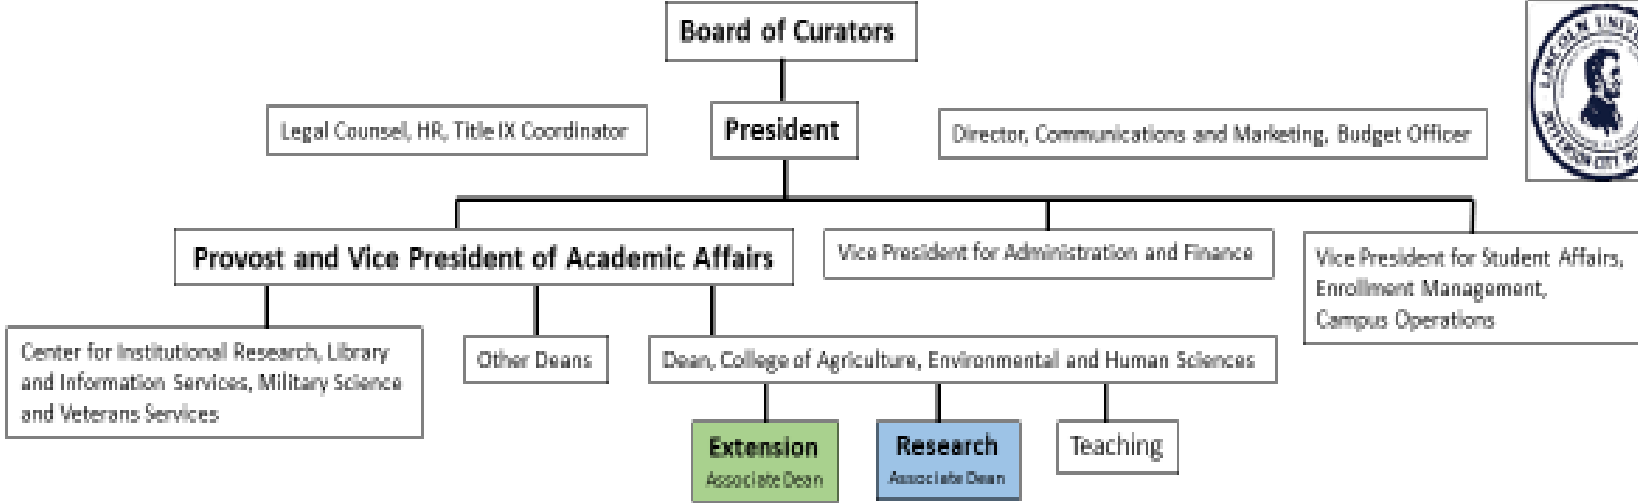 Board of Curators
LINCOLN
Legal Counsel, HR, Title IX Coordinator
President
Director, Communications and Marketing, Budget Officer
Provost and Vice President of Academic Affairs
Vice President for Administration and Finance
Vice President for Student Affairs,
Enrollment Management,
Campus Operations
Center for Institutional Research, Library
and Information Services, Military Science
and Veterans Services
Other Deans
Dean, College of Agriculture, Environmental and Human Sciences
Extension
Associate Dean
Research
Associate Dean
Teaching